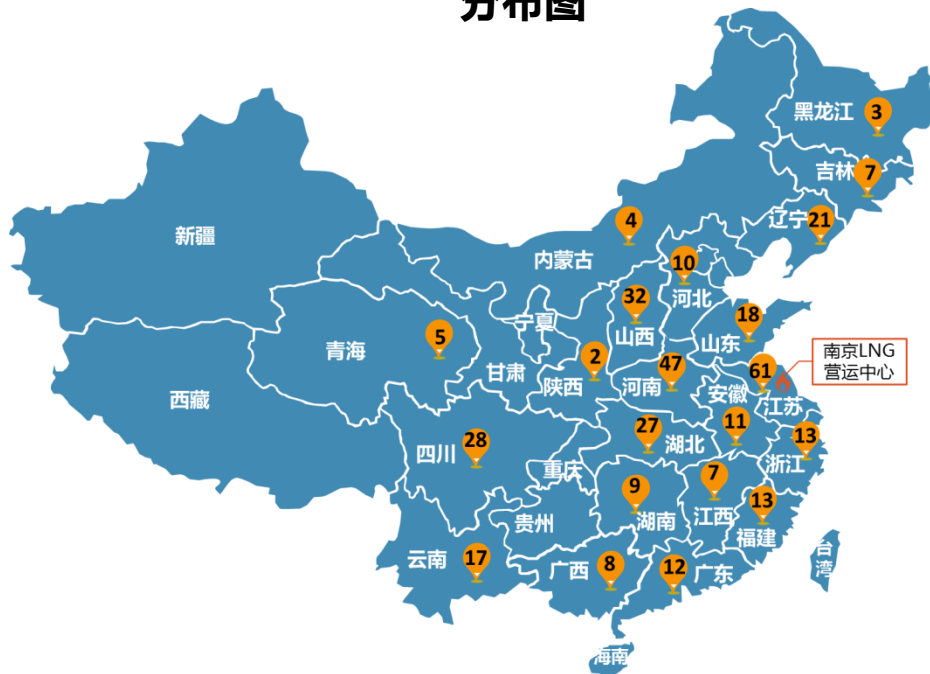 分布图
黑龙江
3
吉林
7
辽宁
21
4
内蒙古
新疆
10
河北
32
山西
18
山东
宁夏
5
青海
甘肃
2
陕西
47
河南
61
南京LNG
营运中心
安徽
江苏
西藏
11
27
湖北
13
浙江
28
四川
重庆
9
湖南
7
江西
13
福建
贵州
17
云南
8
广西
12
广东
台
湾
海南